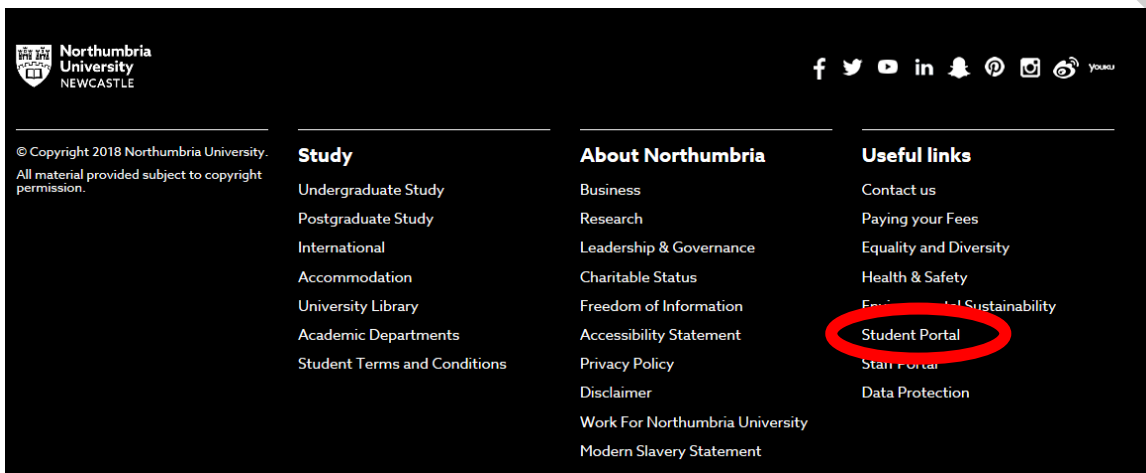 Northumbria
University
NEWCASTLE
YOUKU
© Copyright 2018 Northumbria University.
All material provided subject to copyright
permission.
Study
Undergraduate Study
Postgraduate Study
International
Accommodation
University Library
Academic Departments
Student Terms and Conditions
About Northumbria
Business
Research
Leadership & Governance
Charitable Status
Freedom of Information
Accessibility Statement
Privacy Policy
Disclaimer
Work For Northumbria University
Modern Slavery Statement
Useful links
Contact us
Paying your Fees
Equality and Diversity
Health & Safety
Environmental Sustainability
Student Portal
Staff Portal
Data Protection